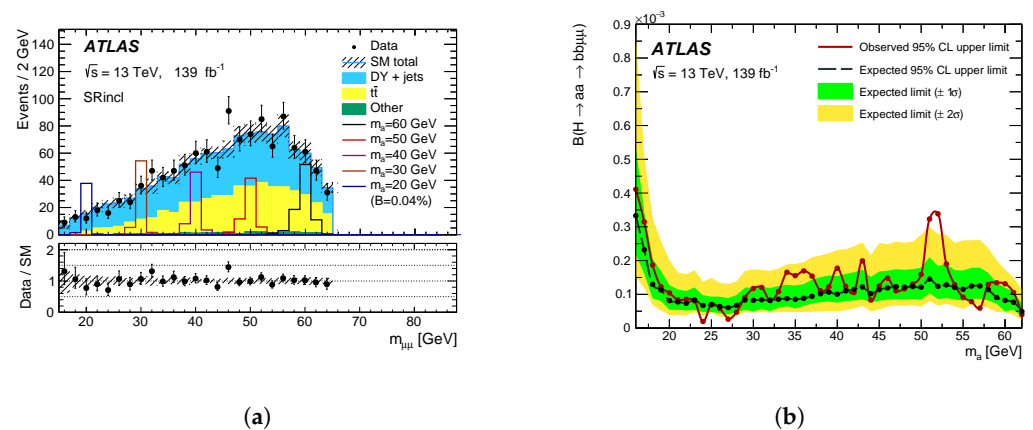 ATLAS
√s = 13 TeV, 139 fb⁻¹
SRincl
Data
SM total
DY + jets
tt̄
Other
mₐ=60 GeV
mₐ=50 GeV
mₐ=40 GeV
mₐ=30 GeV
mₐ=20 GeV
(B=0.04%)
Events / 2 GeV
140
120
100
80
60
40
20
0
Data / SM
2
1
0
20 30 40 50 60 70 80
m_μμ [GeV]
(a)
×10⁻³
ATLAS
√s = 13 TeV, 139 fb⁻¹
Observed 95% CL upper limit
Expected 95% CL upper limit
Expected limit (± 1σ)
Expected limit (± 2σ)
B(H → aa → bbμμ)
0.9
0.8
0.7
0.6
0.5
0.4
0.3
0.2
0.1
0
20 25 30 35 40 45 50 55 60
mₐ [GeV]
(b)